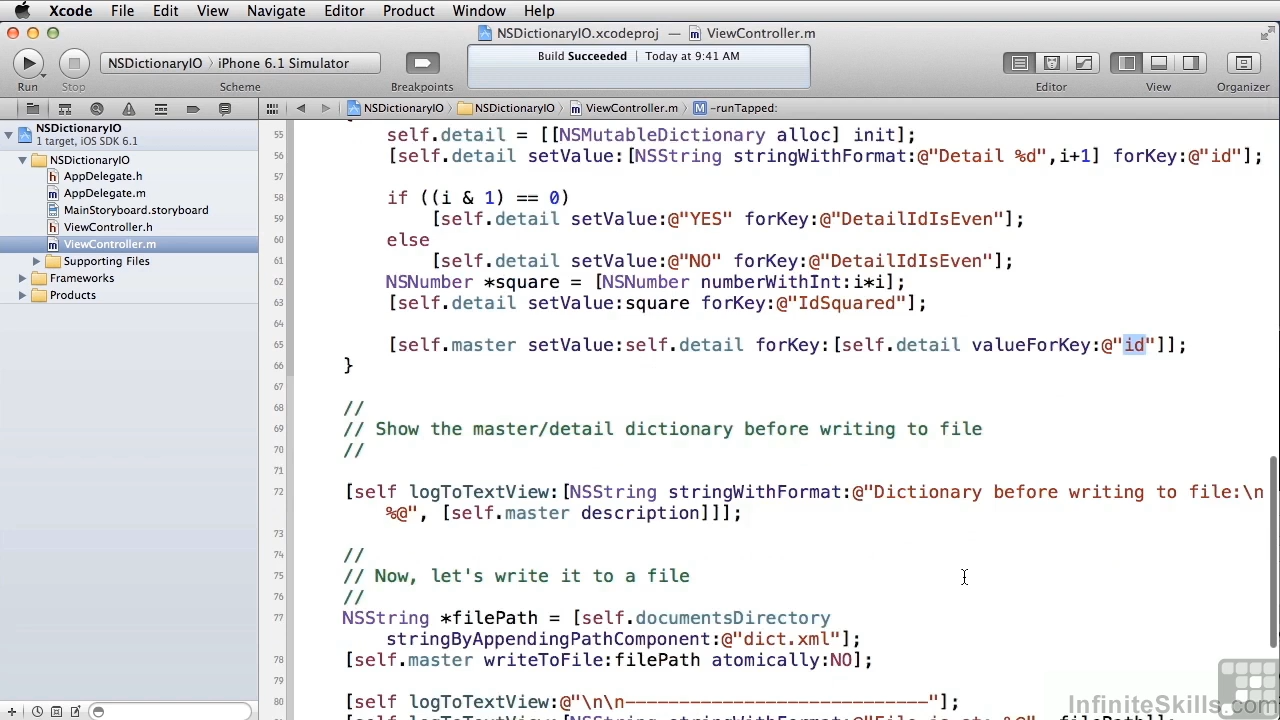 Xcode File Edit View Navigate Editor Product Window Help
NSDictionaryIO.xcodeproj — ViewController.m
NSDictionaryIO iPhone 6.1 Simulator
Build Succeeded Today at 9:41 AM
Run Stop Scheme Breakpoints Editor View Organizer
NSDictionaryIO NSDictionaryIO ViewController.m -runTapped:
NSDictionaryIO
1 target, iOS SDK 6.1
NSDictionaryIO
AppDelegate.h
AppDelegate.m
MainStoryboard.storyboard
ViewController.h
ViewController.m
Supporting Files
Frameworks
Products
{
55 self.detail = [[NSMutableDictionary alloc] init];
56 [self.detail setValue:[NSString stringWithFormat:@"Detail %d",i+1] forKey:@"id"];
57
58 if ((i & 1) == 0)
59 [self.detail setValue:@"YES" forKey:@"DetailIdIsEven"];
60 else
61 [self.detail setValue:@"NO" forKey:@"DetailIdIsEven"];
62 NSNumber *square = [NSNumber numberWithInt:i*i];
63 [self.detail setValue:square forKey:@"IdSquared"];
64
65 [self.master setValue:self.detail forKey:[self.detail valueForKey:@"id"]];
66 }
67
68 //
69 // Show the master/detail dictionary before writing to file
70 //
71
72 [self logToTextView:[NSString stringWithFormat:@"Dictionary before writing to file:\n
%@", [self.master description]]];
73
74 //
75 // Now, let's write it to a file
76 //
77 NSString *filePath = [self.documentsDirectory
stringByAppendingPathComponent:@"dict.xml"];
78 [self.master writeToFile:filePath atomically:NO];
80 [self logToTextView:@"\n\n----------------------------"];
InfiniteSkills.com